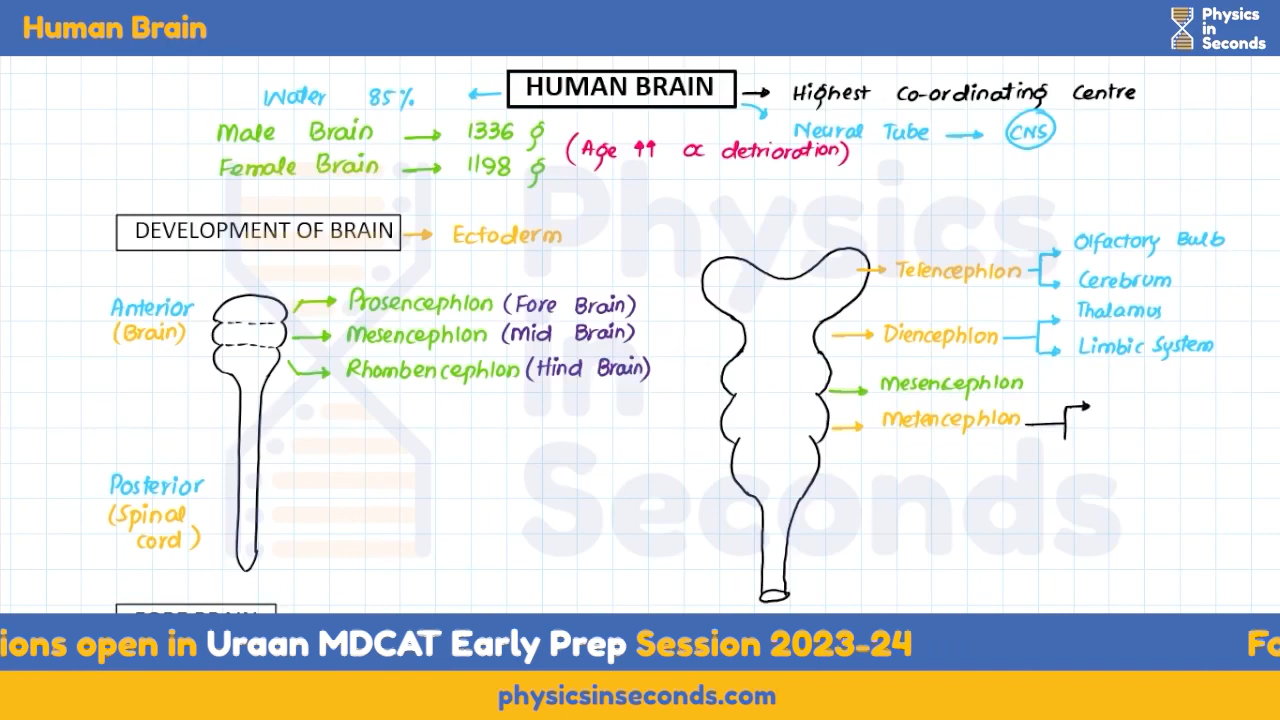 Human Brain
Physics
in
Seconds
HUMAN BRAIN
Highest Co-ordinating Centre
Water 85%
Neural Tube → CNS
Male Brain → 1336 g
Female Brain → 1198 g
(Age ↑↑ ∝ detrioration)
DEVELOPMENT OF BRAIN
Ectoderm
Anterior
(Brain)
Prosencephlon (Fore Brain)
Mesencephlon (Mid Brain)
Rhombencephlon (Hind Brain)
Posterior
(Spinal
cord)
Telencephlon
Olfactory Bulb
Cerebrum
Diencephlon
Thalamus
Limbic System
Mesencephlon
Metencephlon
Physics
in
Seconds
ions open in Uraan MDCAT Early Prep Session 2023-24
Fo
physicsinseconds.com